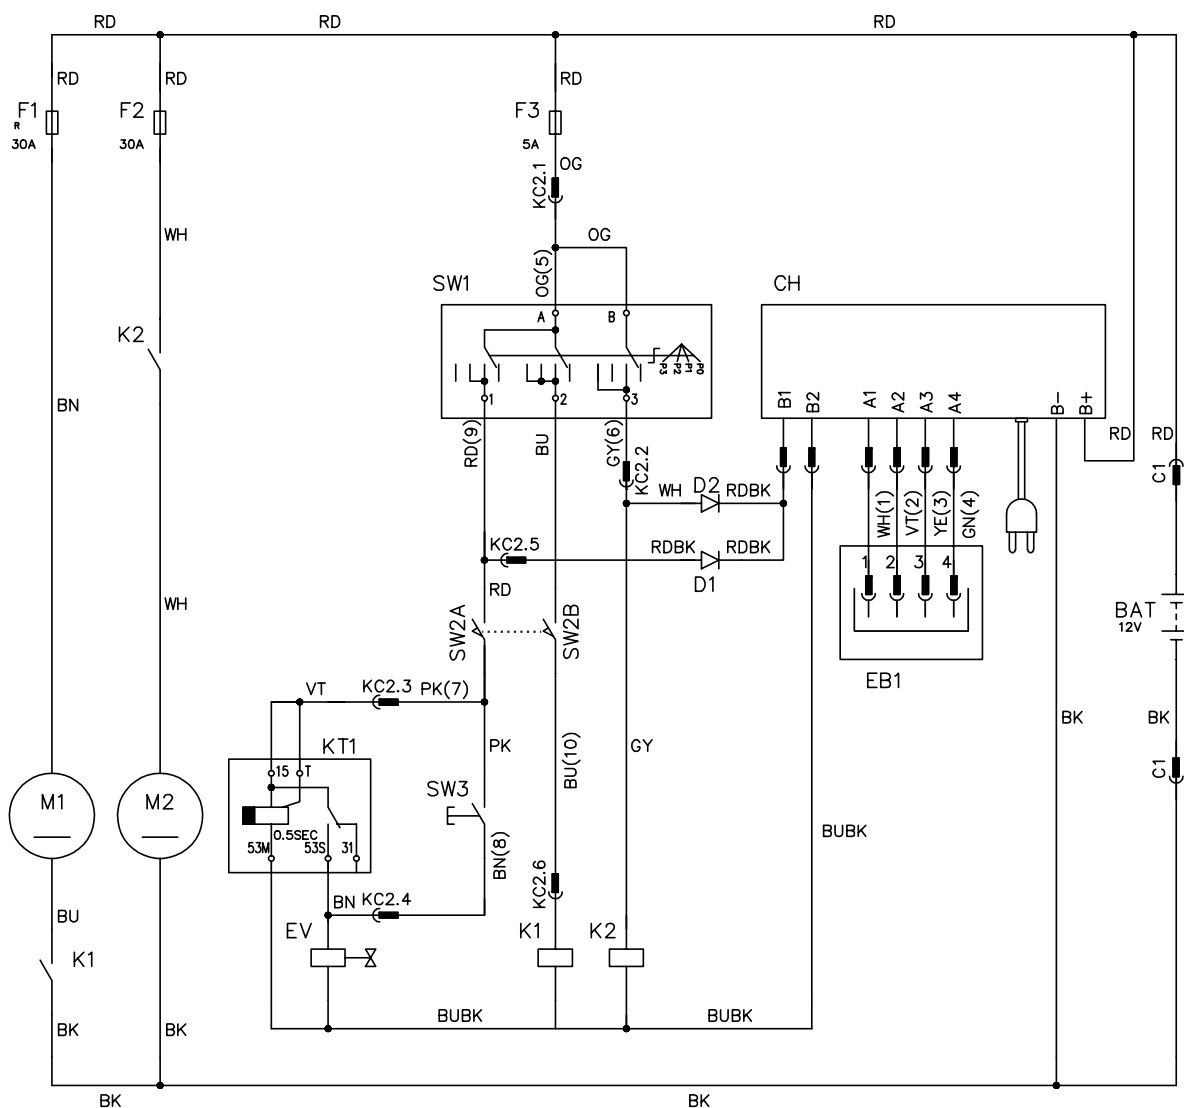 RD RD RD
RD RD RD
F1 F2 F3
R
30A 30A 5A
OG
KC2.1
WH OG
OG(5)
SW1 CH
A B
K2
P3 P2 P1 P0
BN
1 2 3
B1 B2 A1 A2 A3 A4 B- B+
RD RD
RD(9) BU GY(6)
KC2.2
C1
WH D2 RDBK
WH(1) VT(2) YE(3) GN(4)
KC2.5 RDBK RDBK
D1
1 2 3 4
RD
WH
SW2A SW2B
BAT
12V
EB1
VT KC2.3 PK(7)
BK BK
KT1 PK BU(10) GY
C1
15 T
M1 M2
SW3
0.5SEC
53M 53S 31
BUBK
BN(8)
KC2.6
BN KC2.4
BU
EV K1 K2
K1
BUBK BUBK
BK BK
BK BK